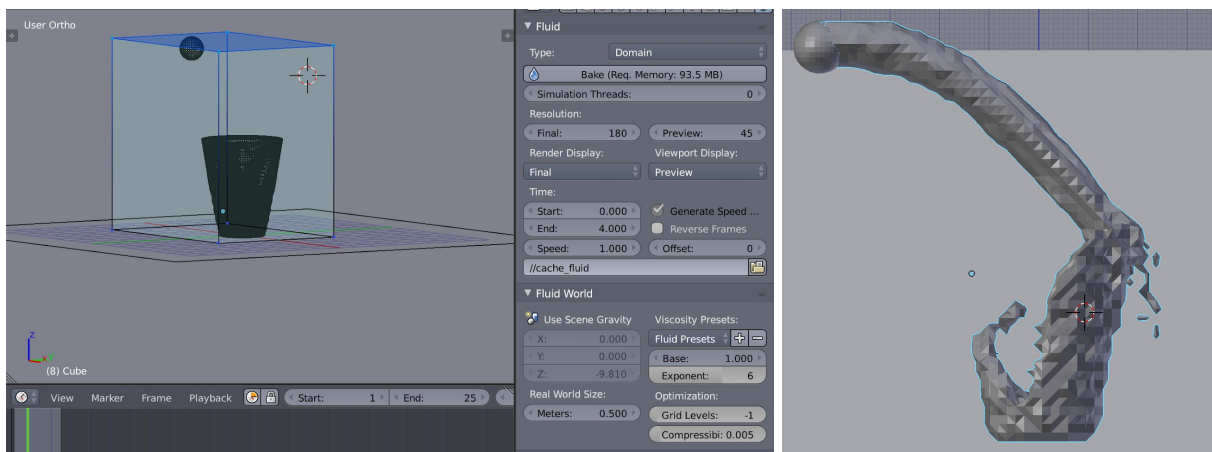 User Ortho
Z
X
(8) Cube
View Marker Frame Playback Start: 1 End: 25
Fluid
Type: Domain
Bake (Req. Memory: 93.5 MB)
Simulation Threads: 0
Resolution:
Final: 180 Preview: 45
Render Display: Viewport Display:
Final Preview
Time:
Start: 0.000 Generate Speed ...
End: 4.000 Reverse Frames
Speed: 1.000 Offset: 0
//cache_fluid
Fluid World
Use Scene Gravity Viscosity Presets:
X: 0.000 Fluid Presets
Y: 0.000 Base: 1.000
Z: -9.810 Exponent: 6
Real World Size: Optimization:
Meters: 0.500 Grid Levels: -1
Compressibi: 0.005